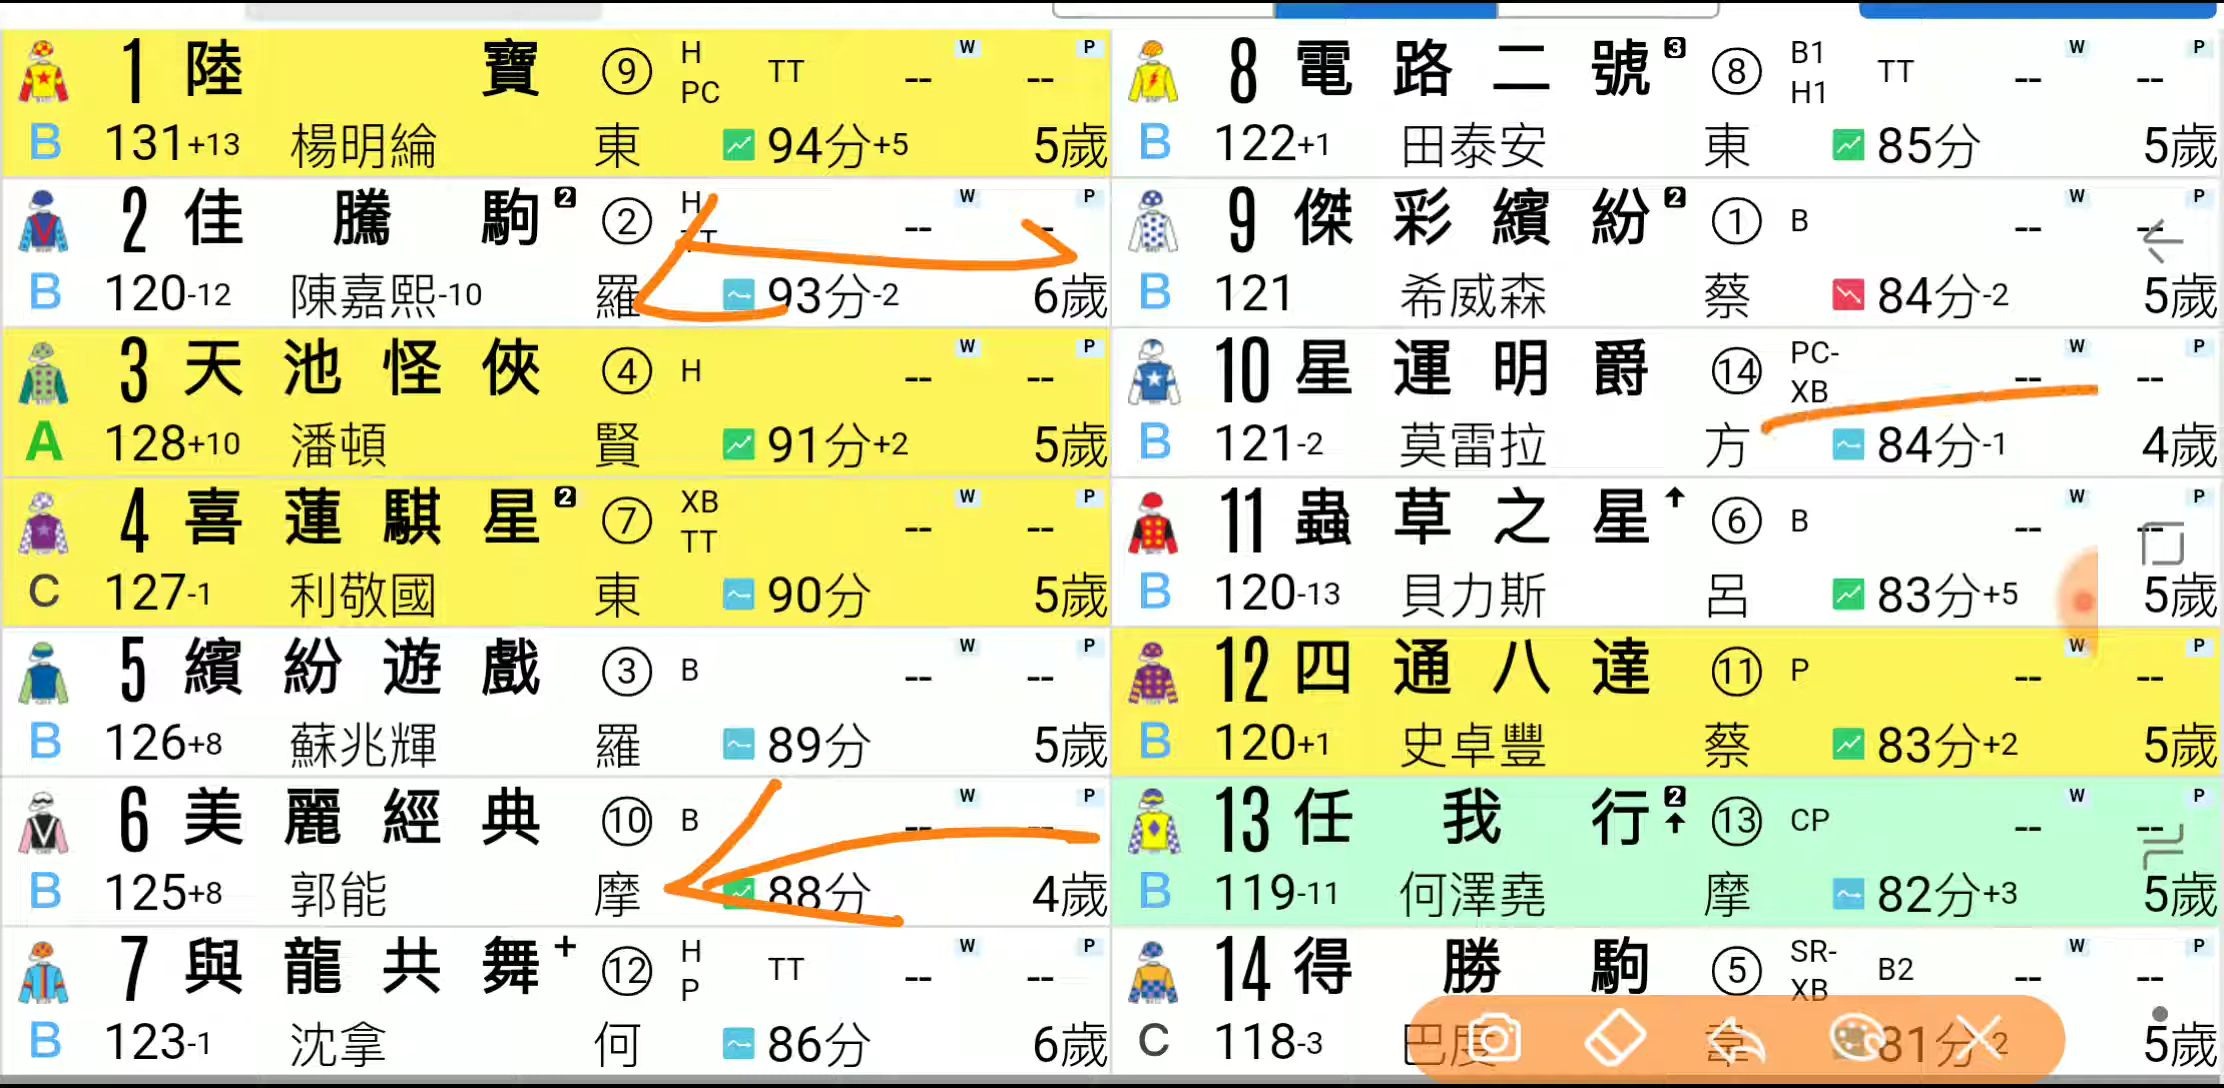 1 陸寶 9 H TT -- W -- P
PC
B 131+13 楊明綸 東 94分+5 5歲
2 佳騰駒 2 2 H -- W -- P
TT
B 120-12 陳嘉熙-10 羅 93分-2 6歲
3 天池怪俠 4 H -- W -- P
A 128+10 潘頓 賢 91分+2 5歲
4 喜蓮騏星 2 7 XB -- W -- P
TT
C 127-1 利敬國 東 90分 5歲
5 繽紛遊戲 3 B -- W -- P
B 126+8 蘇兆輝 羅 89分 5歲
6 美麗經典 10 B -- W -- P
B 125+8 郭能 摩 88分 4歲
7 與龍共舞+ 12 H TT -- W -- P
P
B 123-1 沈拿 何 86分 6歲
8 電路二號 3 8 B1 TT -- W -- P
H1
B 122+1 田泰安 東 85分 5歲
9 傑彩繽紛 2 1 B -- W -- P
B 121 希威森 蔡 84分-2 5歲
10 星運明爵 14 PC- -- W -- P
XB
B 121-2 莫雷拉 方 84分-1 4歲
11 蟲草之星↑ 6 B -- W -- P
B 120-13 貝力斯 呂 83分+5 5歲
12 四通八達 11 P -- W -- P
B 120+1 史卓豐 蔡 83分+2 5歲
13 任我行 2↑ 13 CP -- W -- P
B 119-11 何澤堯 摩 82分+3 5歲
14 得勝駒 5 SR- B2 -- W -- P
XB
C 118-3 巴度 韋 81分-2 5歲